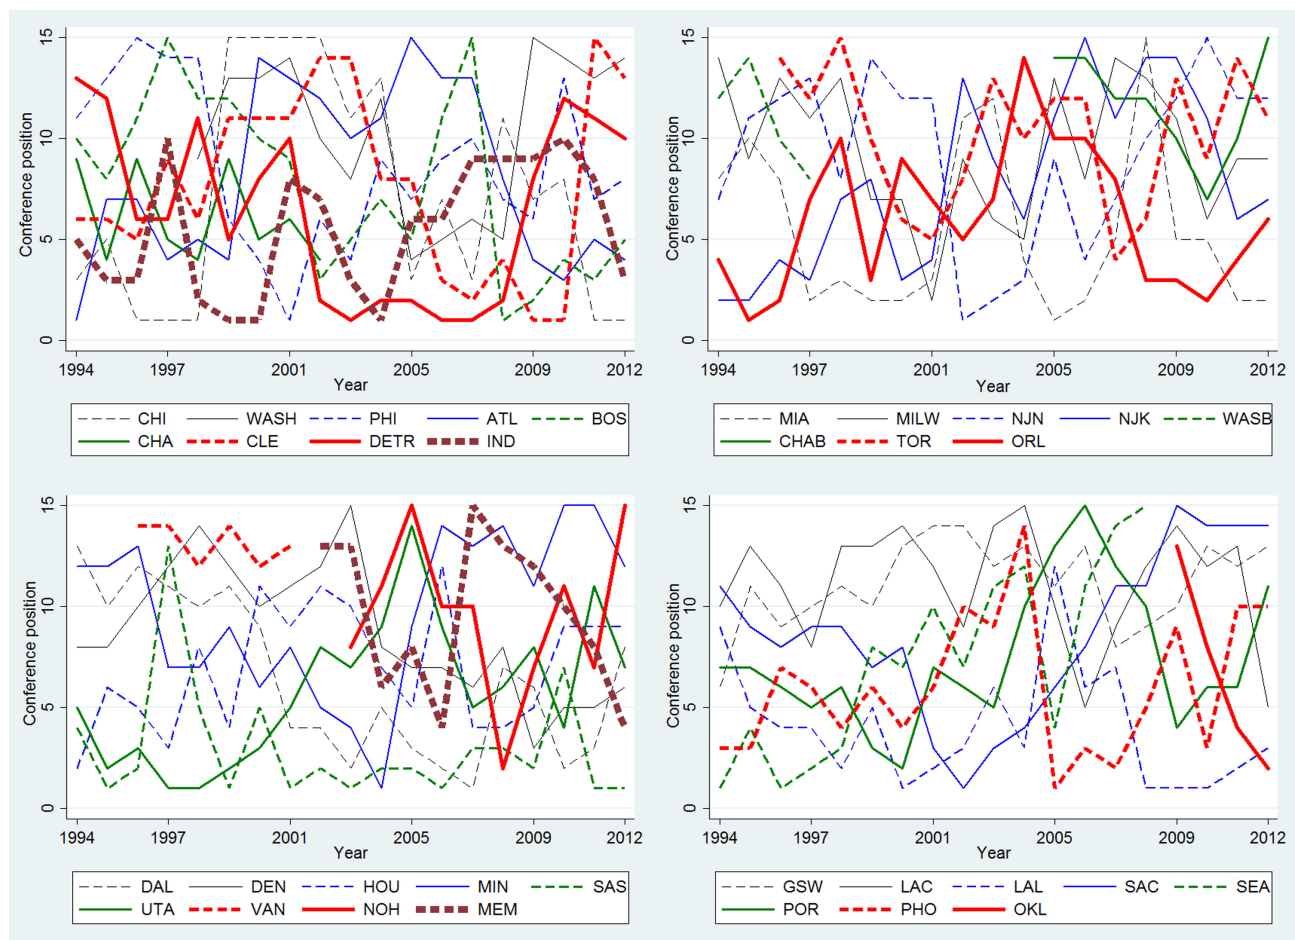 Conference position
15
10
5
0
1994 1997 2001 2005 2009 2012
Year
CHI WASH PHI ATL BOS
CHA CLE DETR IND
Conference position
15
10
5
0
1994 1997 2001 2005 2009 2012
Year
MIA MILW NJN NJK WASB
CHAB TOR ORL
Conference position
15
10
5
0
1994 1997 2001 2005 2009 2012
Year
DAL DEN HOU MIN SAS
UTA VAN NOH MEM
Conference position
15
10
5
0
1994 1997 2001 2005 2009 2012
Year
GSW LAC LAL SAC SEA
POR PHO OKL